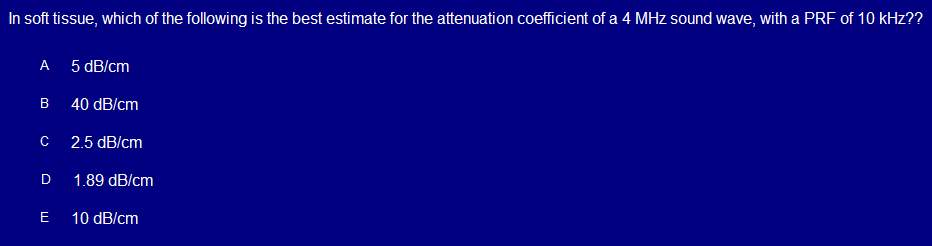 In soft tissue, which of the following is the best estimate for the attenuation coefficient of a 4 MHz sound wave, with a PRF of 10 kHz??
A 5 dB/cm
B 40 dB/cm
C 2.5 dB/cm
D 1.89 dB/cm
E 10 dB/cm